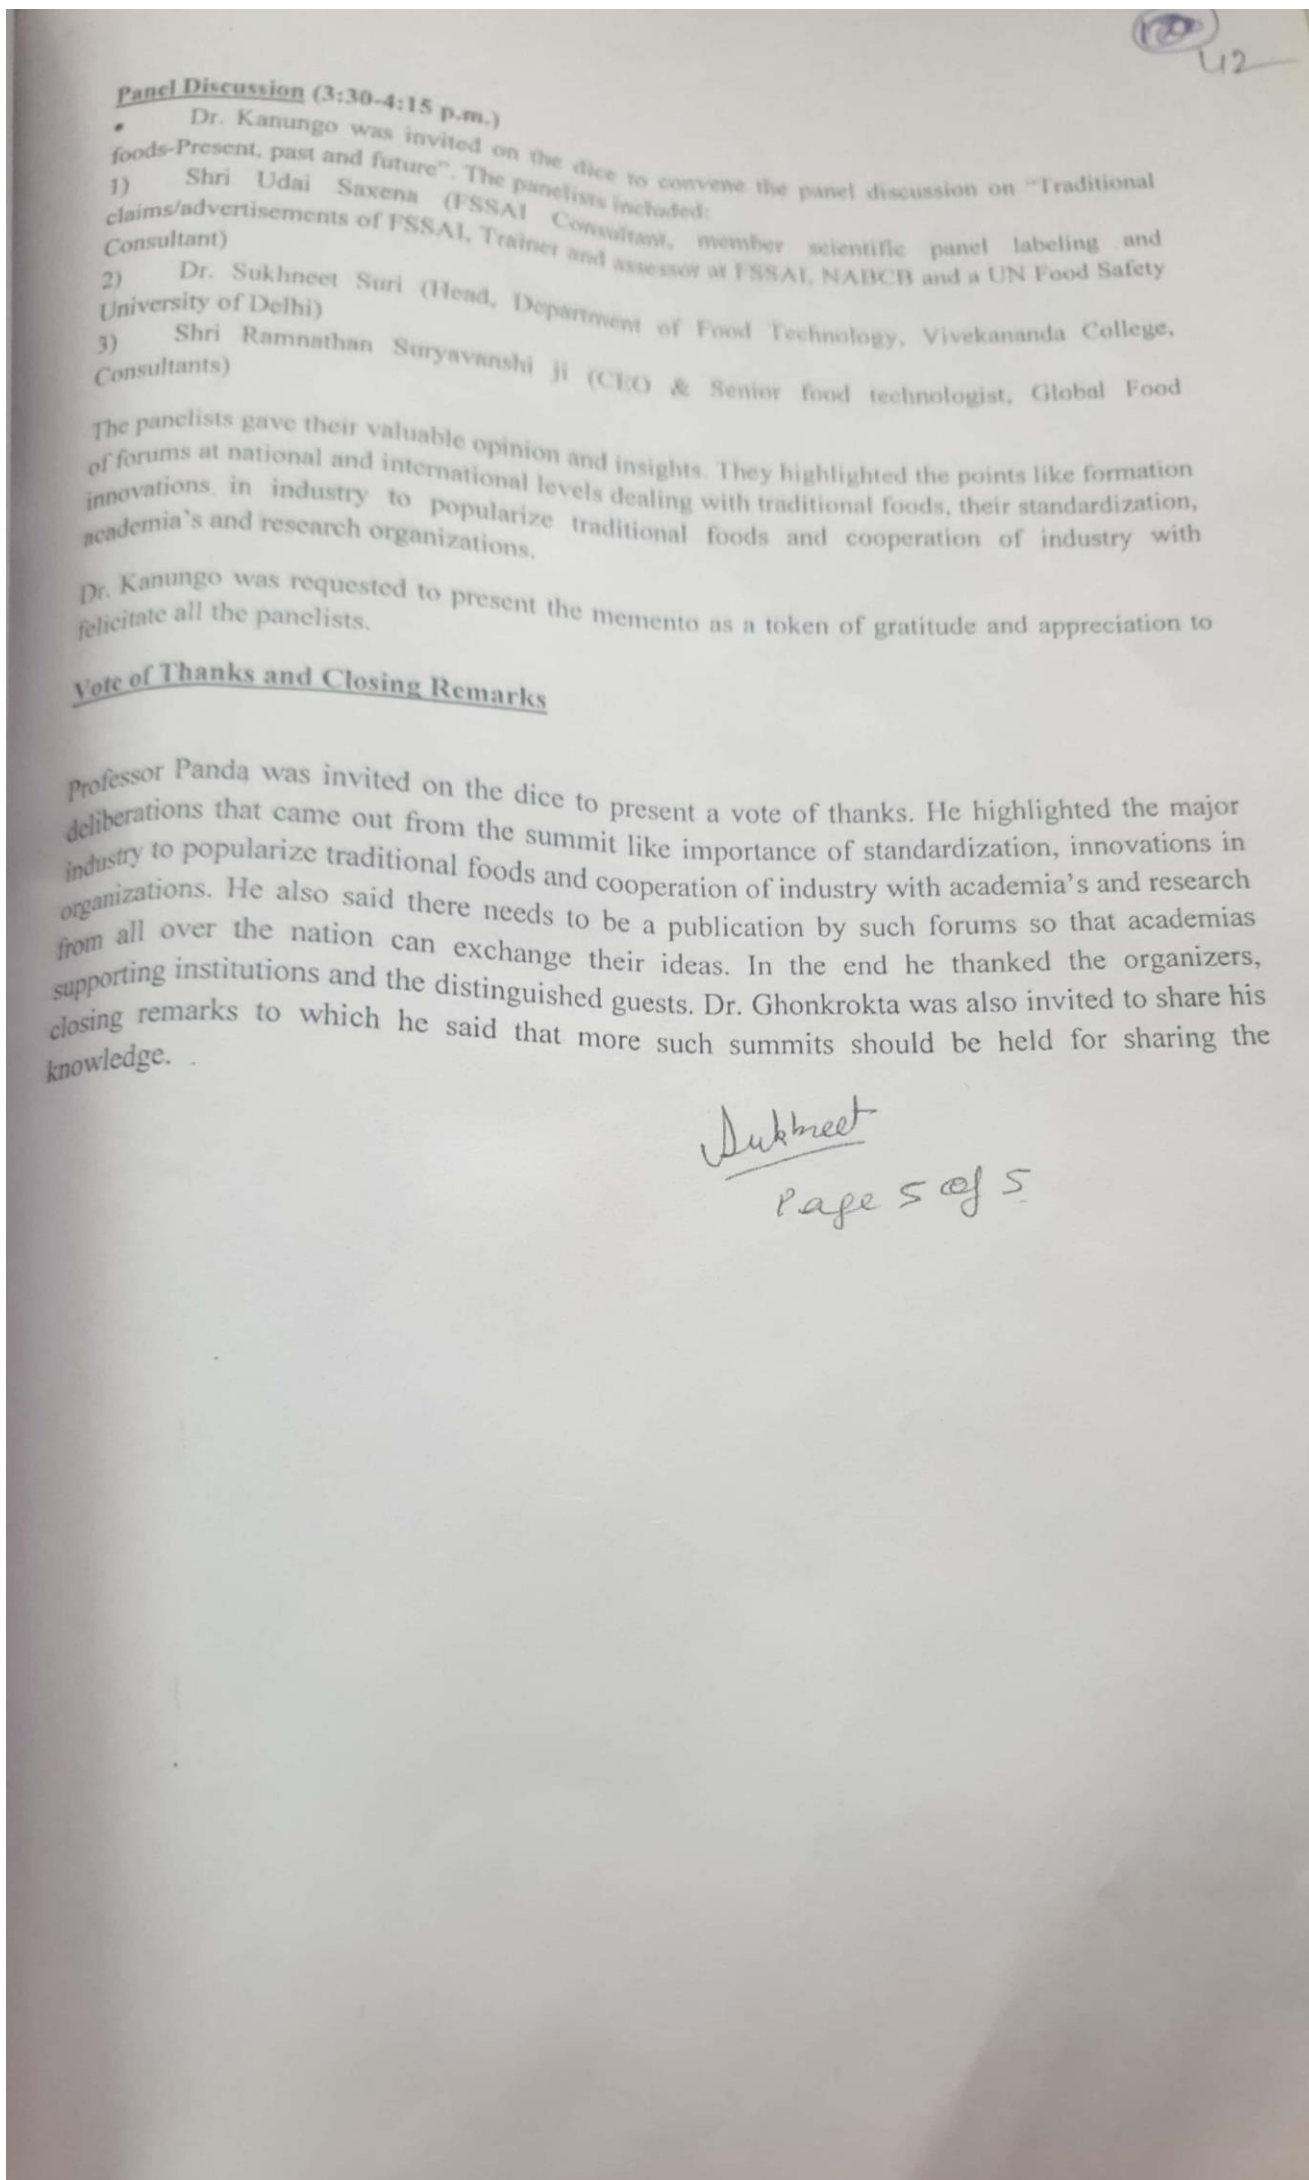 42
Panel Discussion (3:30-4:15 p.m.)
• Dr. Kanungo was invited on the dice to convene the panel discussion on "Traditional
foods-Present, past and future". The panelists included:
1) Shri Udai Saxena (FSSAI Consultant, member scientific panel labeling and
claims/advertisements of FSSAI, Trainer and assessor at FSSAI, NABCB and a UN Food Safety
Consultant)
2) Dr. Sukhneet Suri (Head, Department of Food Technology, Vivekananda College,
University of Delhi)
3) Shri Ramnathan Suryavanshi ji (CEO & Senior food technologist, Global Food
Consultants)
The panelists gave their valuable opinion and insights. They highlighted the points like formation
of forums at national and international levels dealing with traditional foods, their standardization,
innovations in industry to popularize traditional foods and cooperation of industry with
academia's and research organizations.
Dr. Kanungo was requested to present the memento as a token of gratitude and appreciation to
felicitate all the panelists.
Vote of Thanks and Closing Remarks
Professor Panda was invited on the dice to present a vote of thanks. He highlighted the major
deliberations that came out from the summit like importance of standardization, innovations in
industry to popularize traditional foods and cooperation of industry with academia's and research
organizations. He also said there needs to be a publication by such forums so that academias
from all over the nation can exchange their ideas. In the end he thanked the organizers,
supporting institutions and the distinguished guests. Dr. Ghonkrokta was also invited to share his
closing remarks to which he said that more such summits should be held for sharing the
knowledge.
Sukhneet
Page 5 of 5